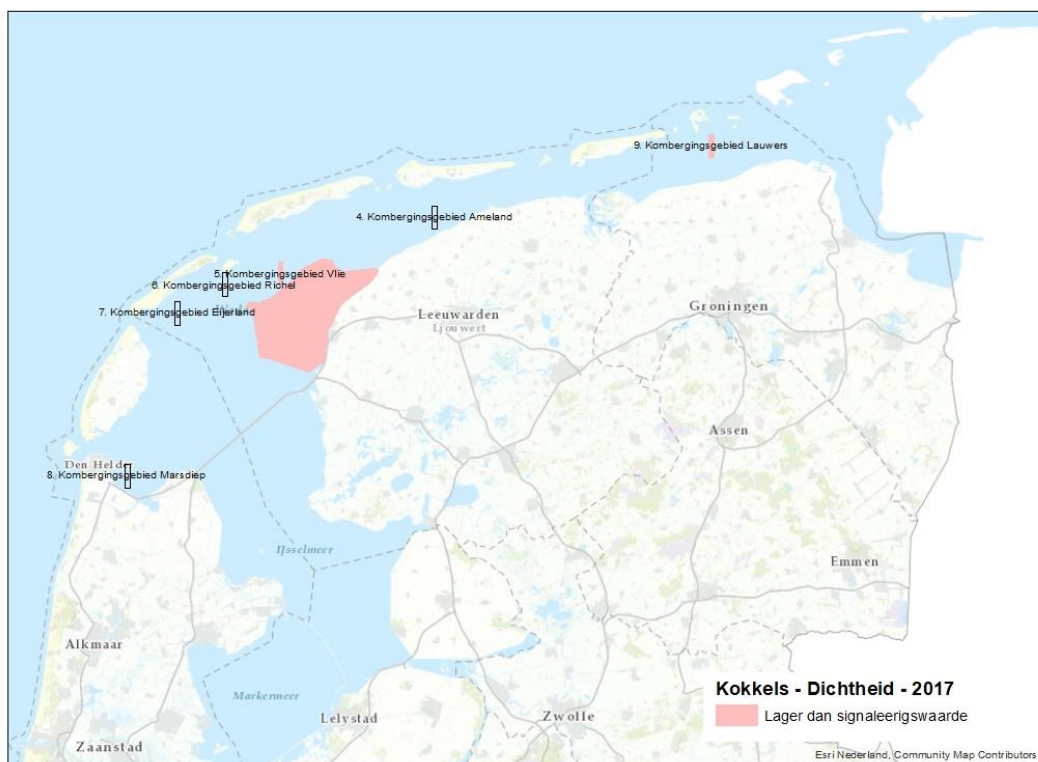 9. Kombergingsgebied Lauwers
4. Kombergingsgebied Ameland
5. Kombergingsgebied Vlie
6. Kombergingsgebied Richel
7. Kombergingsgebied Eijerland
Leeuwarden
Ljouwert
Groningen
Assen
Den Helder
8. Kombergingsgebied Marsdiep
IJsselmeer
Emmen
Alkmaar
Markermeer
Lelystad
Zwolle
Zaanstad
Kokkels - Dichtheid - 2017
Lager dan signaleerigswaarde
Esri Nederland, Community Map Contributors